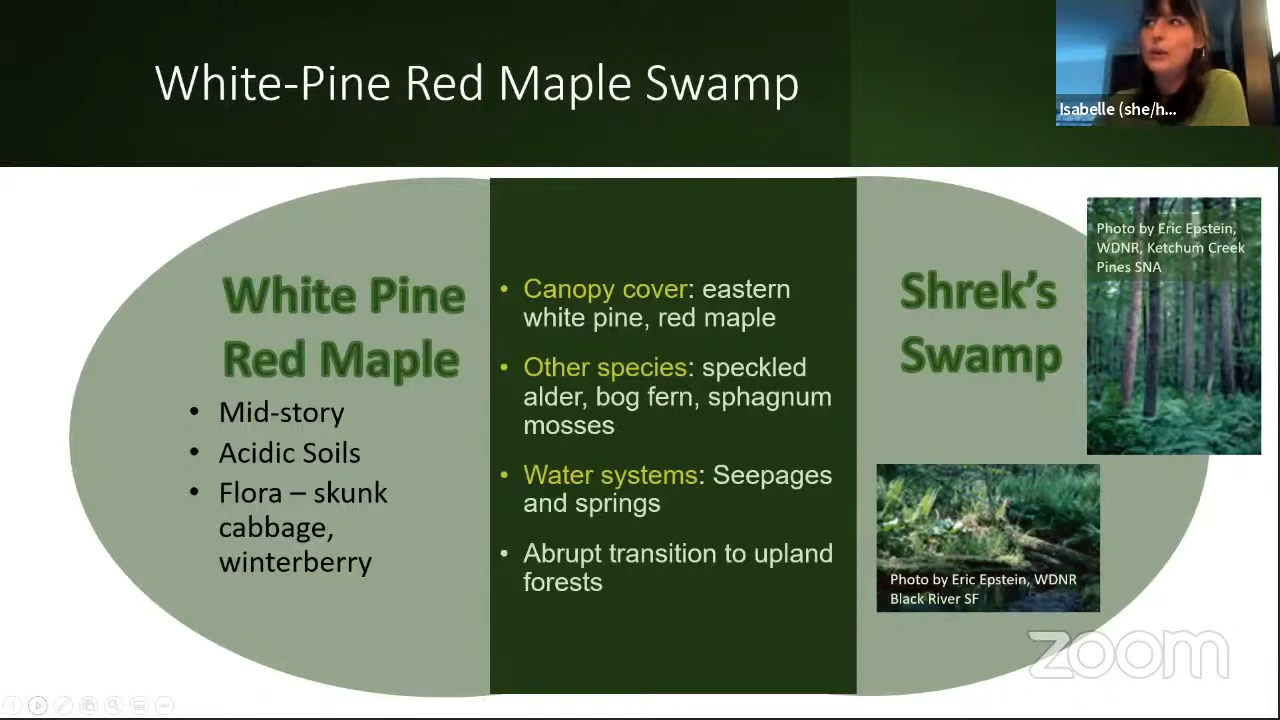 White-Pine Red Maple Swamp
Isabelle (she/h...
White Pine
Red Maple
• Mid-story
• Acidic Soils
• Flora – skunk
cabbage,
winterberry
• Canopy cover: eastern
white pine, red maple
• Other species: speckled
alder, bog fern, sphagnum
mosses
• Water systems: Seepages
and springs
• Abrupt transition to upland
forests
Shrek's
Swamp
Photo by Eric Epstein,
WDNR, Ketchum Creek
Pines SNA
Photo by Eric Epstein, WDNR
Black River SF
zoom